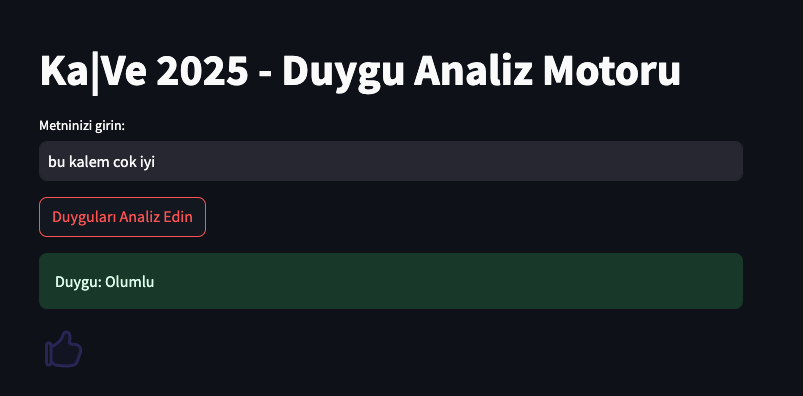 Ka|Ve 2025 - Duygu Analiz Motoru
Metninizi girin:
bu kalem cok iyi
Duyguları Analiz Edin
Duygu: Olumlu